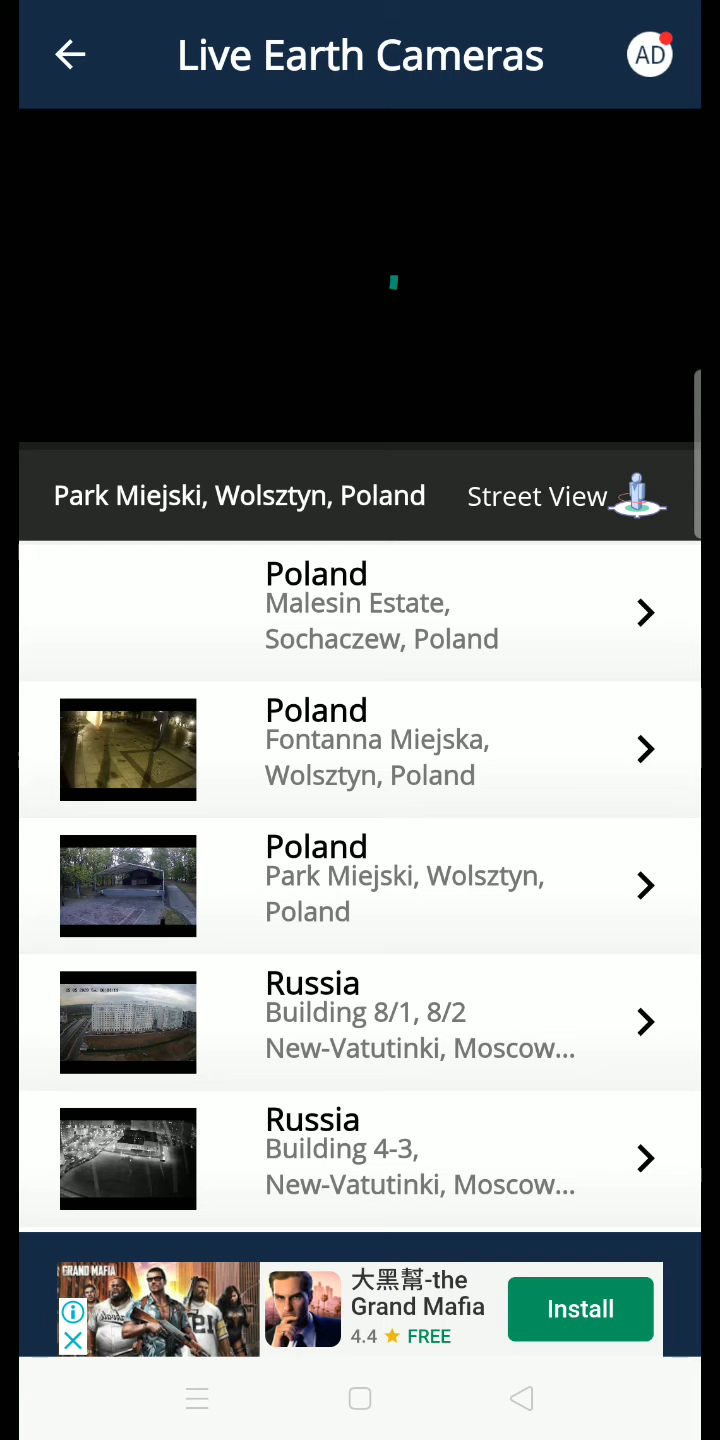 Live Earth Cameras
AD
Park Miejski, Wolsztyn, Poland
Street View
Poland
Malesin Estate,
Sochaczew, Poland
Poland
Fontanna Miejska,
Wolsztyn, Poland
Poland
Park Miejski, Wolsztyn,
Poland
Russia
Building 8/1, 8/2
New-Vatutinki, Moscow...
Russia
Building 4-3,
New-Vatutinki, Moscow...
GRAND MAFIA
大黑幫-the
Grand Mafia
4.4 ★ FREE
Install